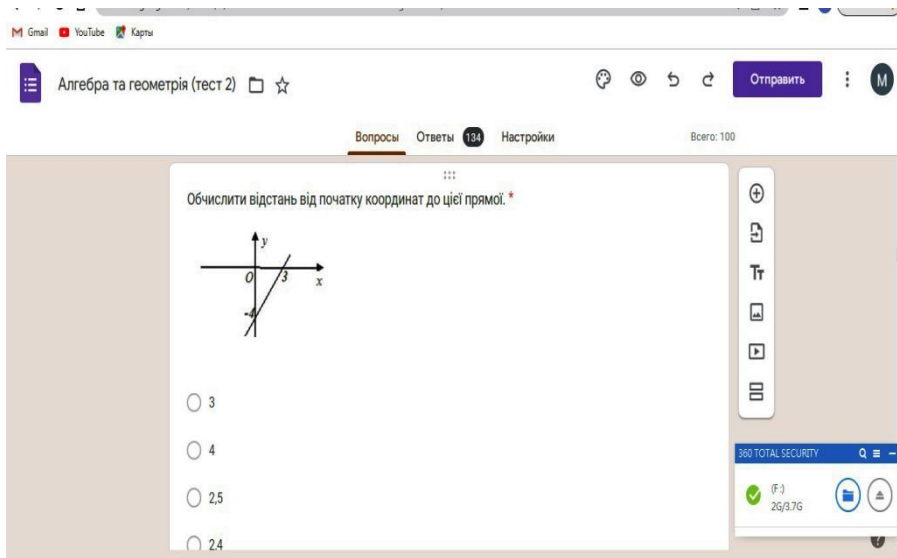 Gmail YouTube Карты
Алгебра та геометрія (тест 2)
Отправить
M
Вопросы Ответы 134 Настройки Всего: 100
Обчислити відстань від початку координат до цієї прямої. *
y
O 3 x
-4
3
4
2,5
2.4
Tт
360 TOTAL SECURITY
(F:)
2G/3.7G